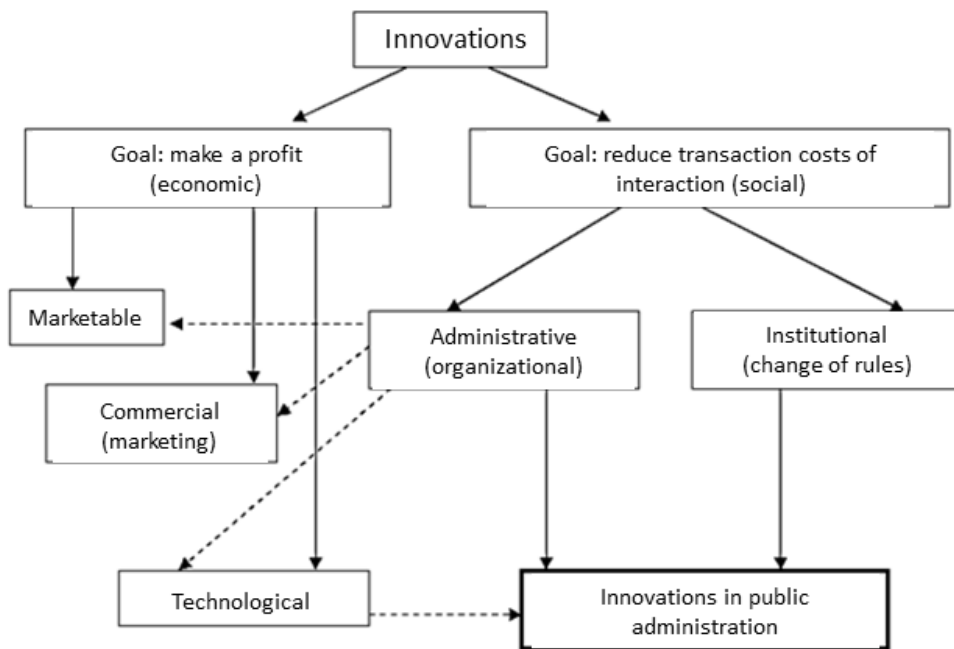 Innovations
Goal: make a profit
(economic)
Goal: reduce transaction costs of
interaction (social)
Marketable
Administrative
(organizational)
Institutional
(change of rules)
Commercial
(marketing)
Technological
Innovations in public
administration